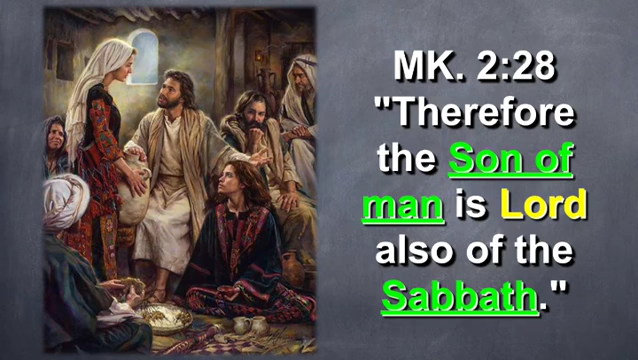 MK. 2:28
"Therefore
the Son of
man is Lord
also of the
Sabbath."